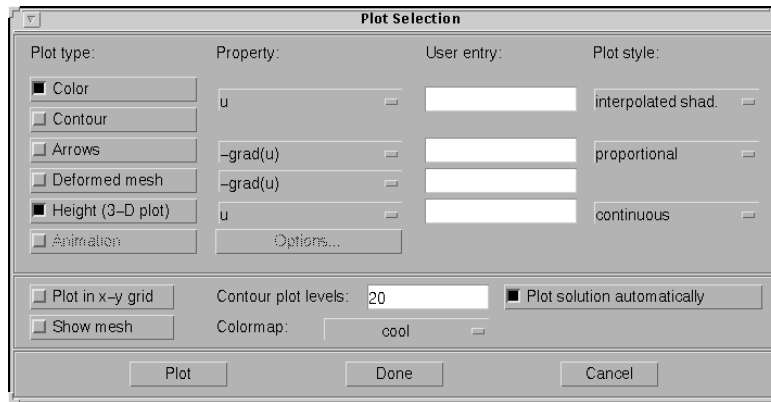 Plot Selection
Plot type: Property: User entry: Plot style:
Color
u interpolated shad.
Contour
Arrows -grad(u) proportional
Deformed mesh -grad(u)
Height (3-D plot) u continuous
Animation Options...
Plot in x-y grid Contour plot levels: 20 Plot solution automatically
Show mesh Colormap: cool
Plot Done Cancel